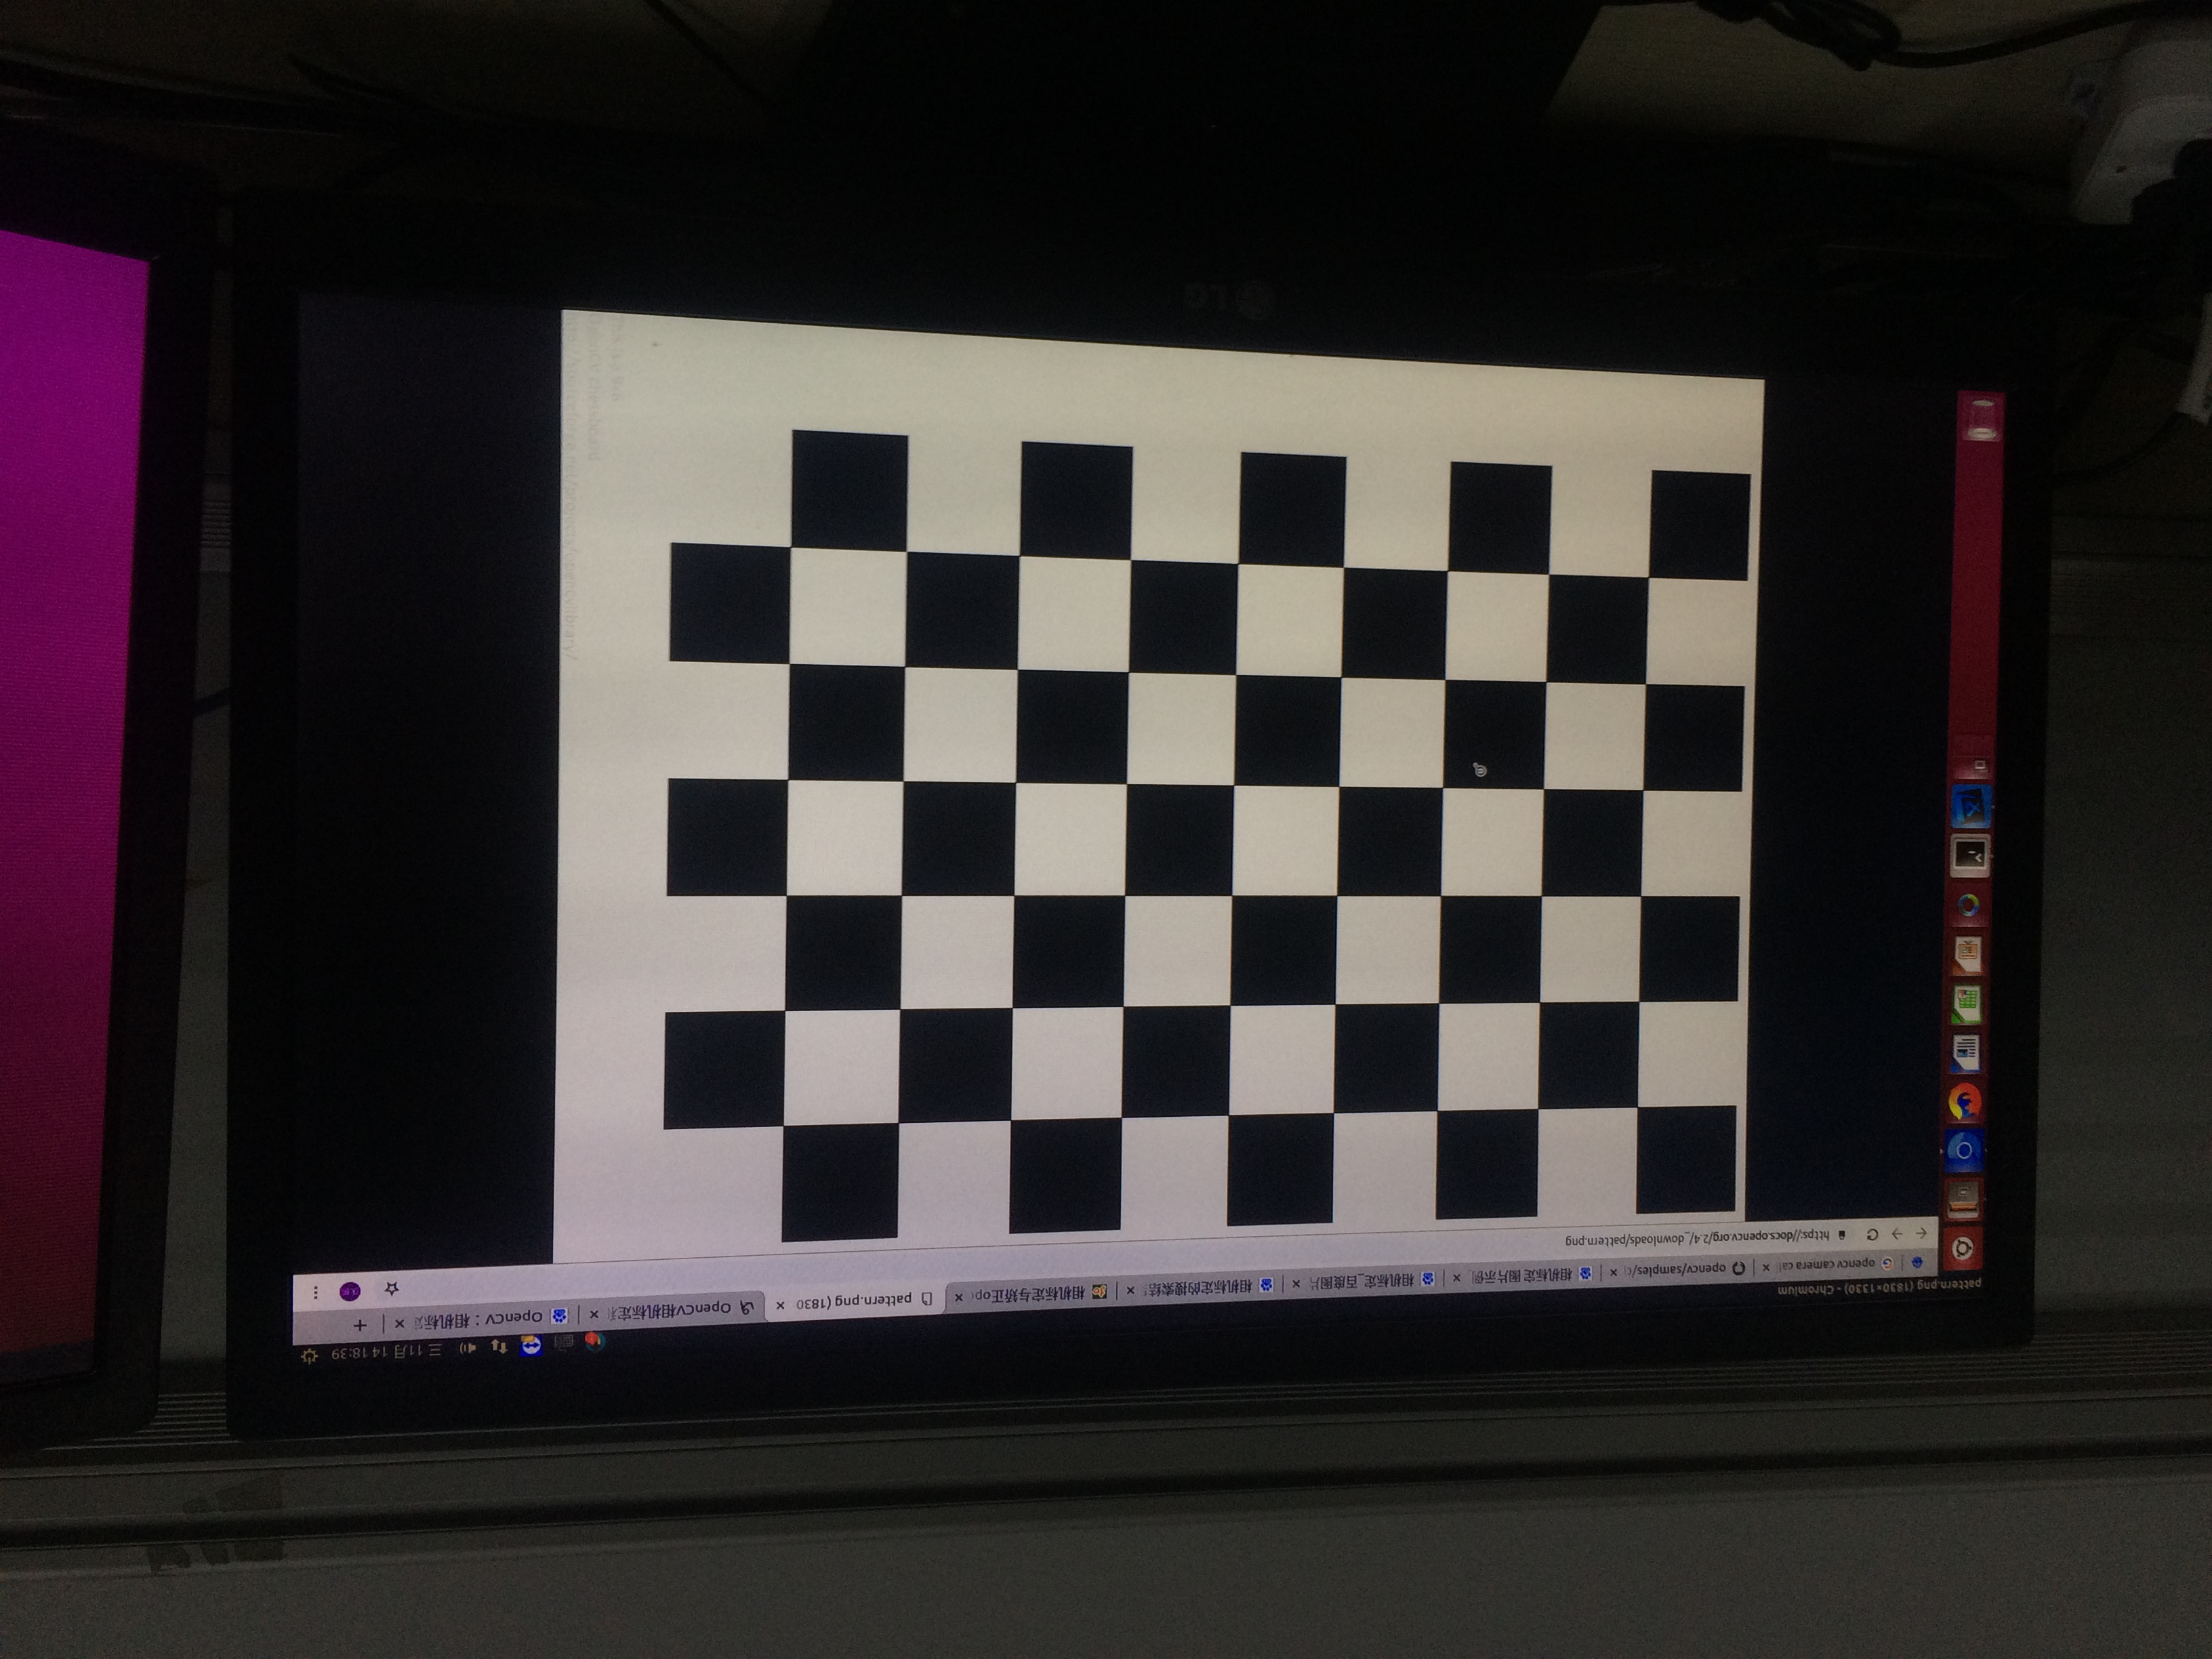 三 11月 14 18:39
pattern.png (1830×1330) - Chromium
opencv camera cal
opencv/samples/c
相机标定 图片示例_
相机标定_百度图片
相机标定的搜索结
相机标定与矫正ope
pattern.png (1830
OpenCV相机标定和
OpenCV：相机标定
https://docs.opencv.org/2.4/_downloads/pattern.png
LG